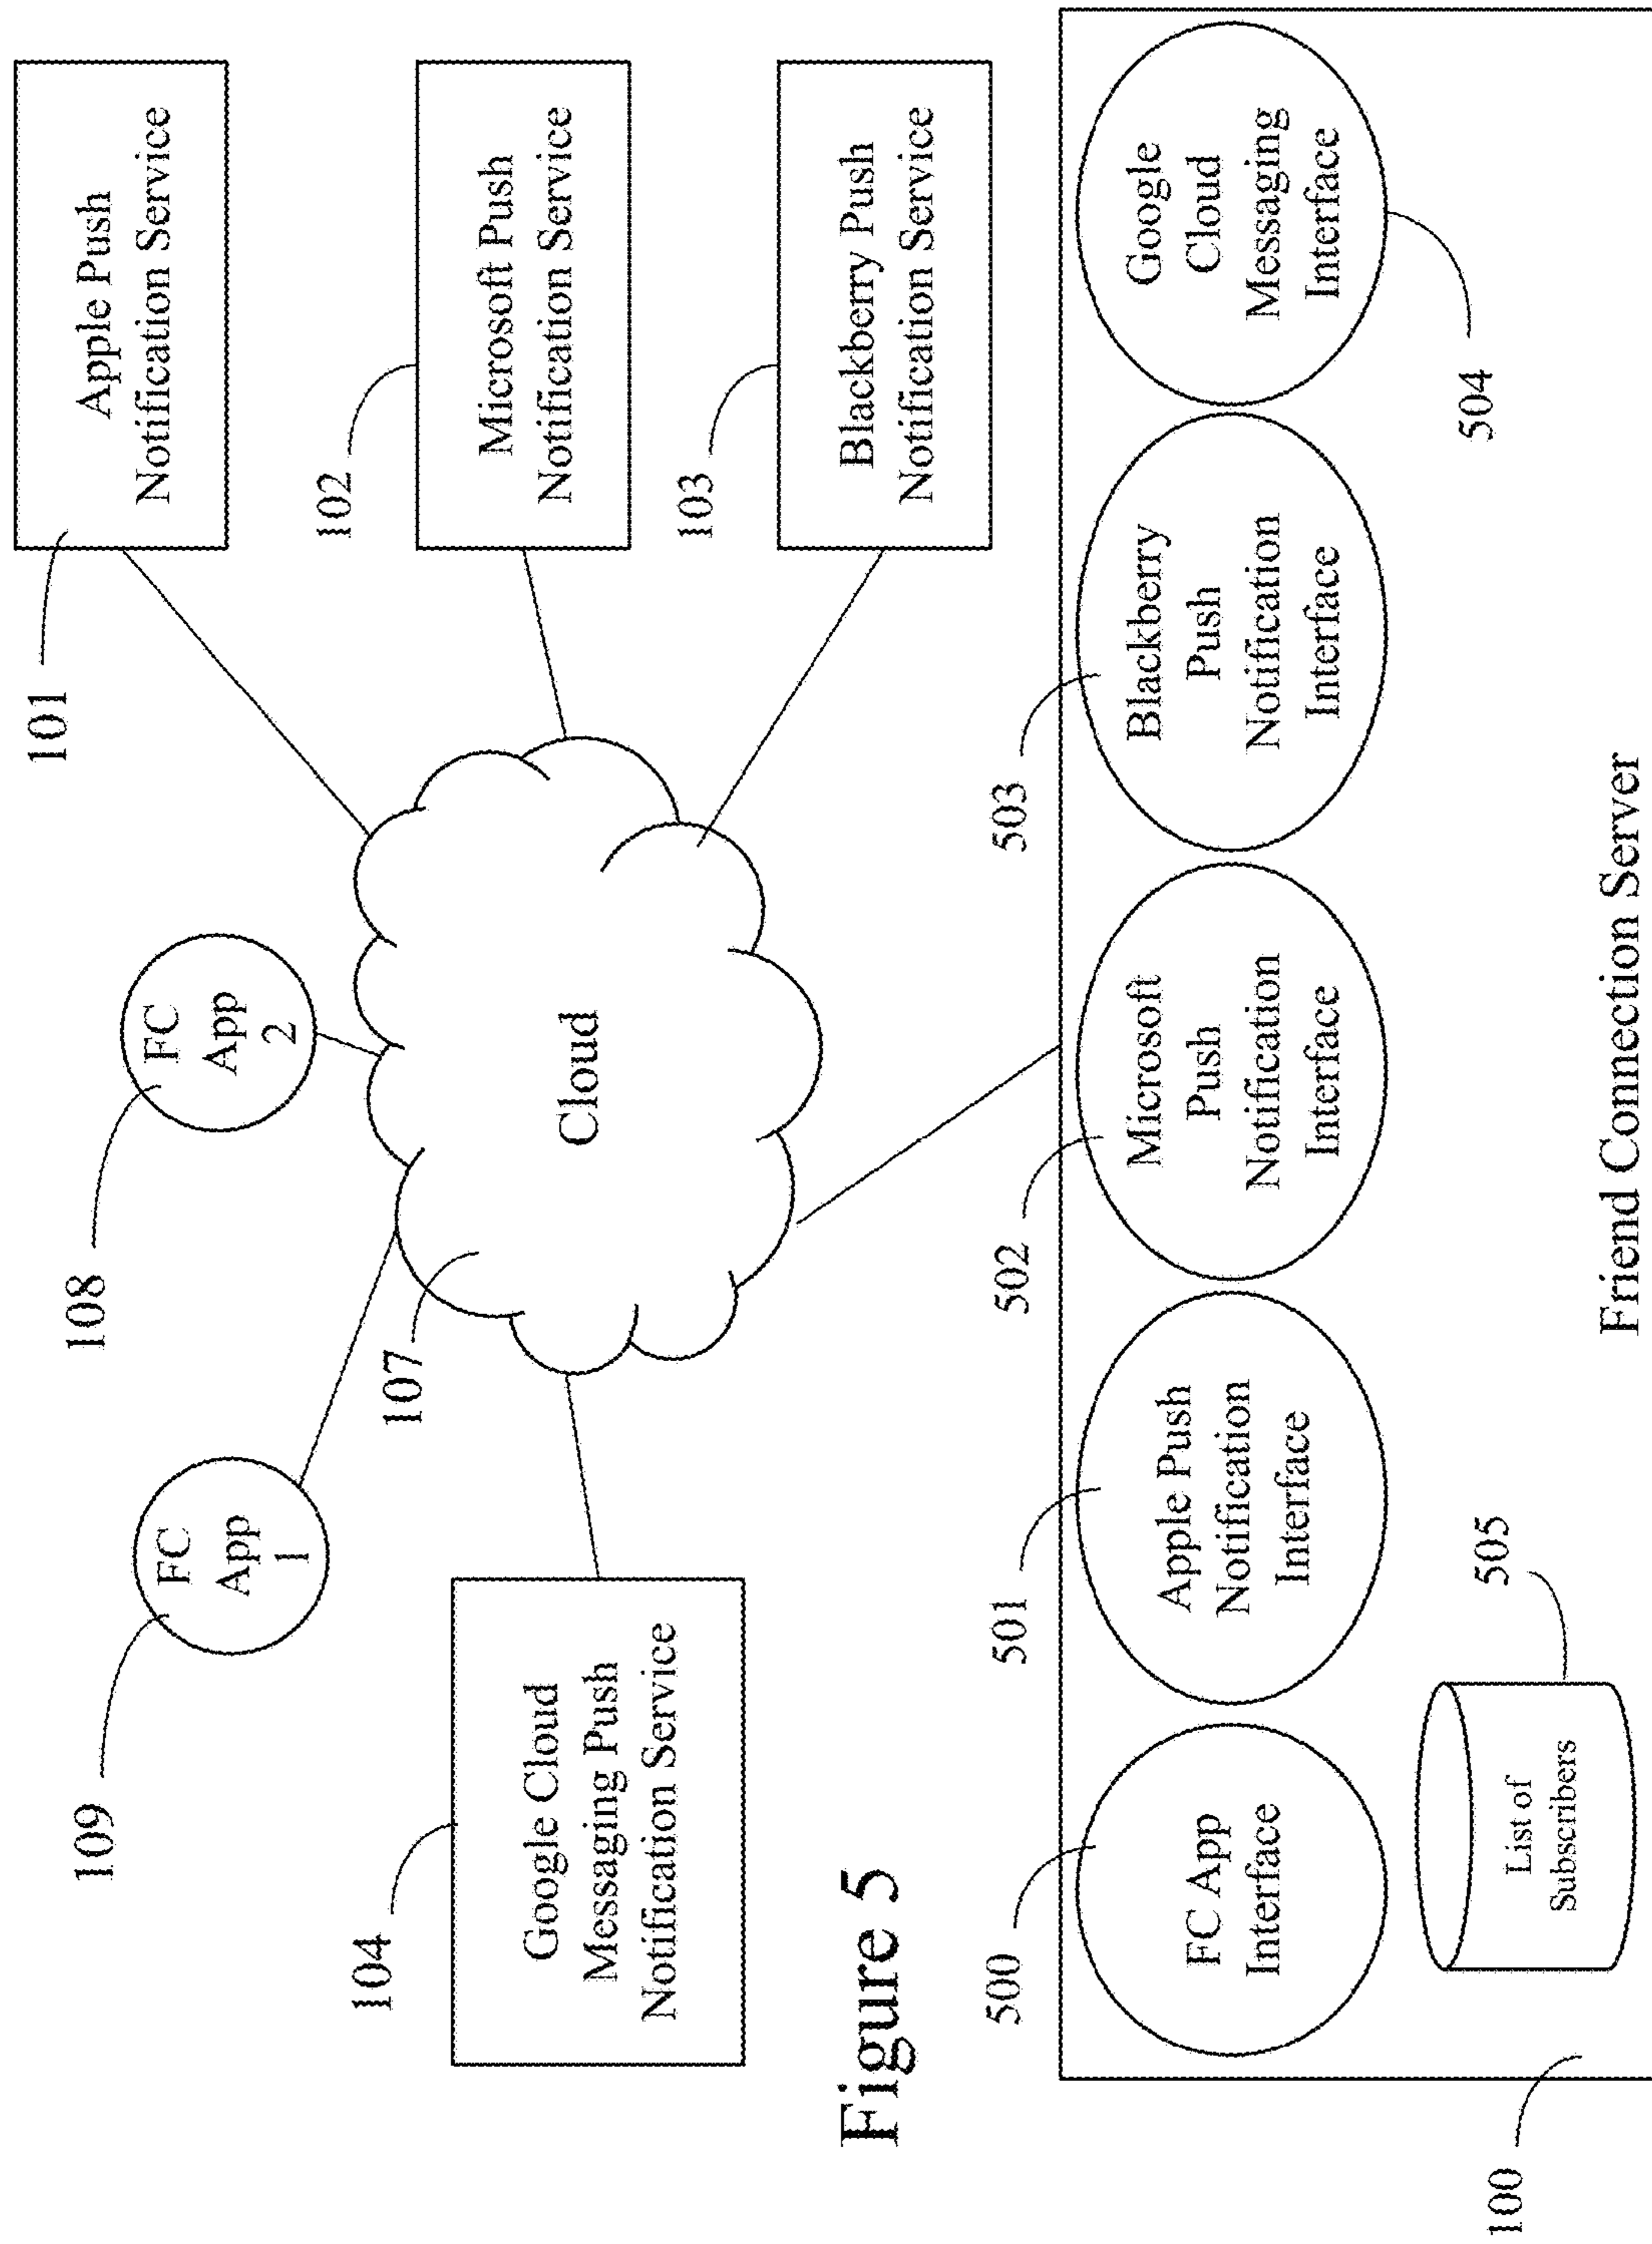 109
FC
App
1
108
FC
App
2
101
Apple Push
Notification Service
104
Google Cloud
Messaging Push
Notification Service
107
Cloud
102
Microsoft Push
Notification Service
103
Blackberry Push
Notification Service
Figure 5
500
FC App
Interface
501
Apple Push
Notification
Interface
502
Microsoft
Push
Notification
Interface
503
Blackberry
Push
Notification
Interface
Google
Cloud
Messaging
Interface
504
505
List of
Subscribers
100
Friend Connection Server